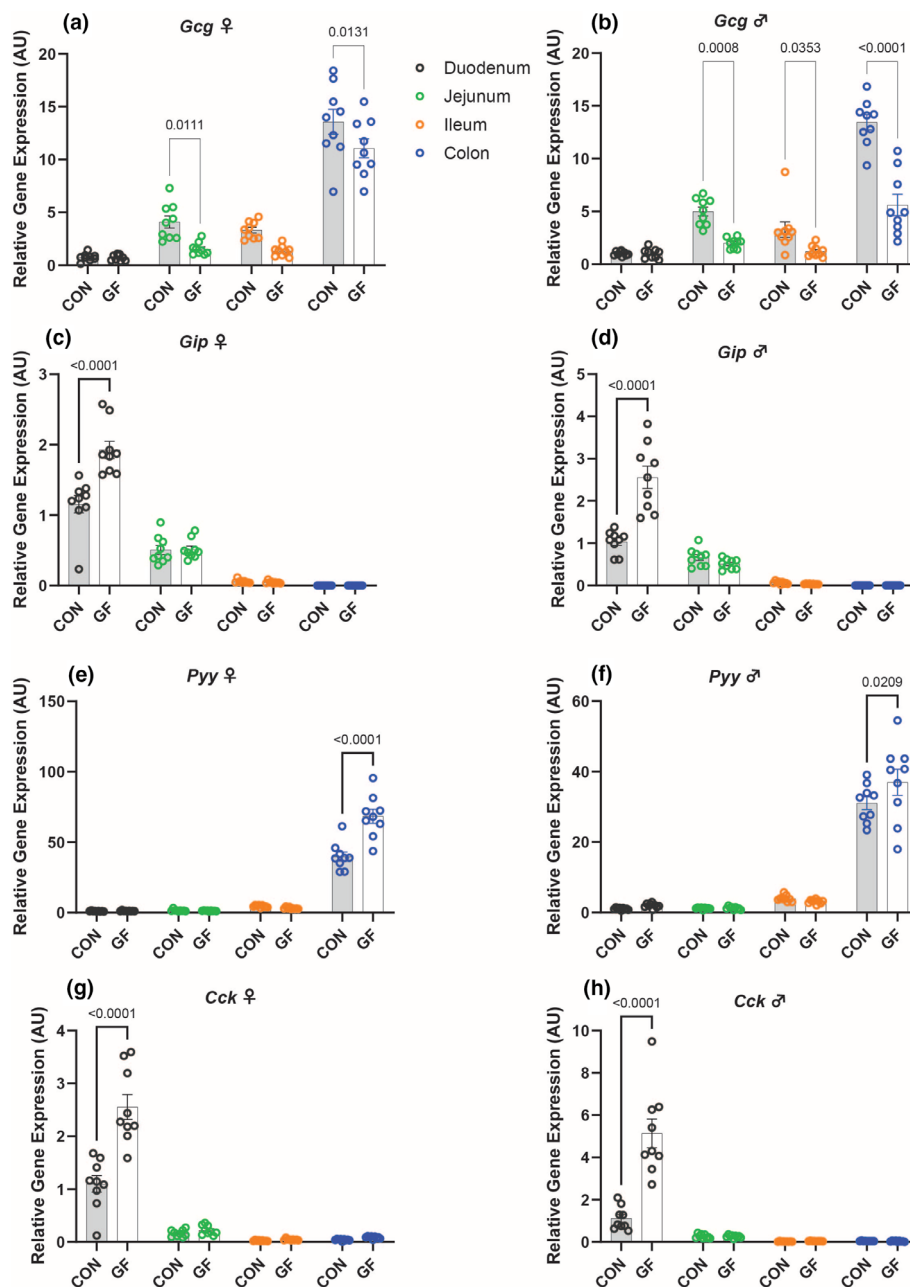 (a) Gcg ♀
Relative Gene Expression (AU)
20
15
10
5
0
0.0111
0.0131
CON GF CON GF CON GF CON GF
Duodenum
Jejunum
Ileum
Colon
(b) Gcg ♂
Relative Gene Expression (AU)
20
15
10
5
0
0.0008
0.0353
<0.0001
CON GF CON GF CON GF CON GF
(c) Gip ♀
Relative Gene Expression (AU)
3
2
1
0
<0.0001
CON GF CON GF CON GF CON GF
(d) Gip ♂
Relative Gene Expression (AU)
5
4
3
2
1
0
<0.0001
CON GF CON GF CON GF CON GF
(e) Pyy ♀
Relative Gene Expression (AU)
150
100
50
0
<0.0001
CON GF CON GF CON GF CON GF
(f) Pyy ♂
Relative Gene Expression (AU)
60
40
20
0
0.0209
CON GF CON GF CON GF CON GF
(g) Cck ♀
Relative Gene Expression (AU)
4
3
2
1
0
<0.0001
CON GF CON GF CON GF CON GF
(h) Cck ♂
Relative Gene Expression (AU)
10
8
6
4
2
0
<0.0001
CON GF CON GF CON GF CON GF